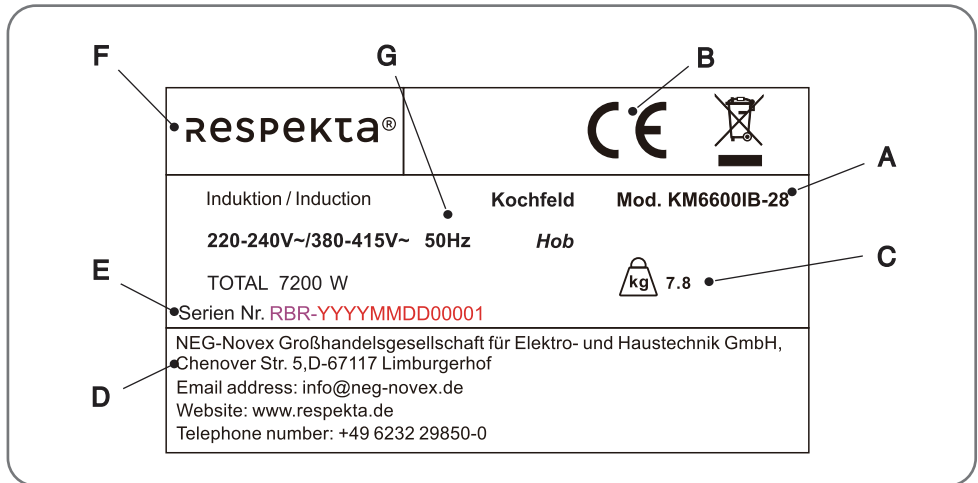 F
G
B
Respekta®
CE
A
Induktion / Induction Kochfeld Mod. KM6600IB-28
220-240V~/380-415V~ 50Hz Hob
C
E
TOTAL 7200 W
kg 7.8
Serien Nr. RBR-YYYYMMDD00001
NEG-Novex Großhandelsgesellschaft für Elektro- und Haustechnik GmbH,
Chenover Str. 5,D-67117 Limburgerhof
D
Email address: info@neg-novex.de
Website: www.respekta.de
Telephone number: +49 6232 29850-0